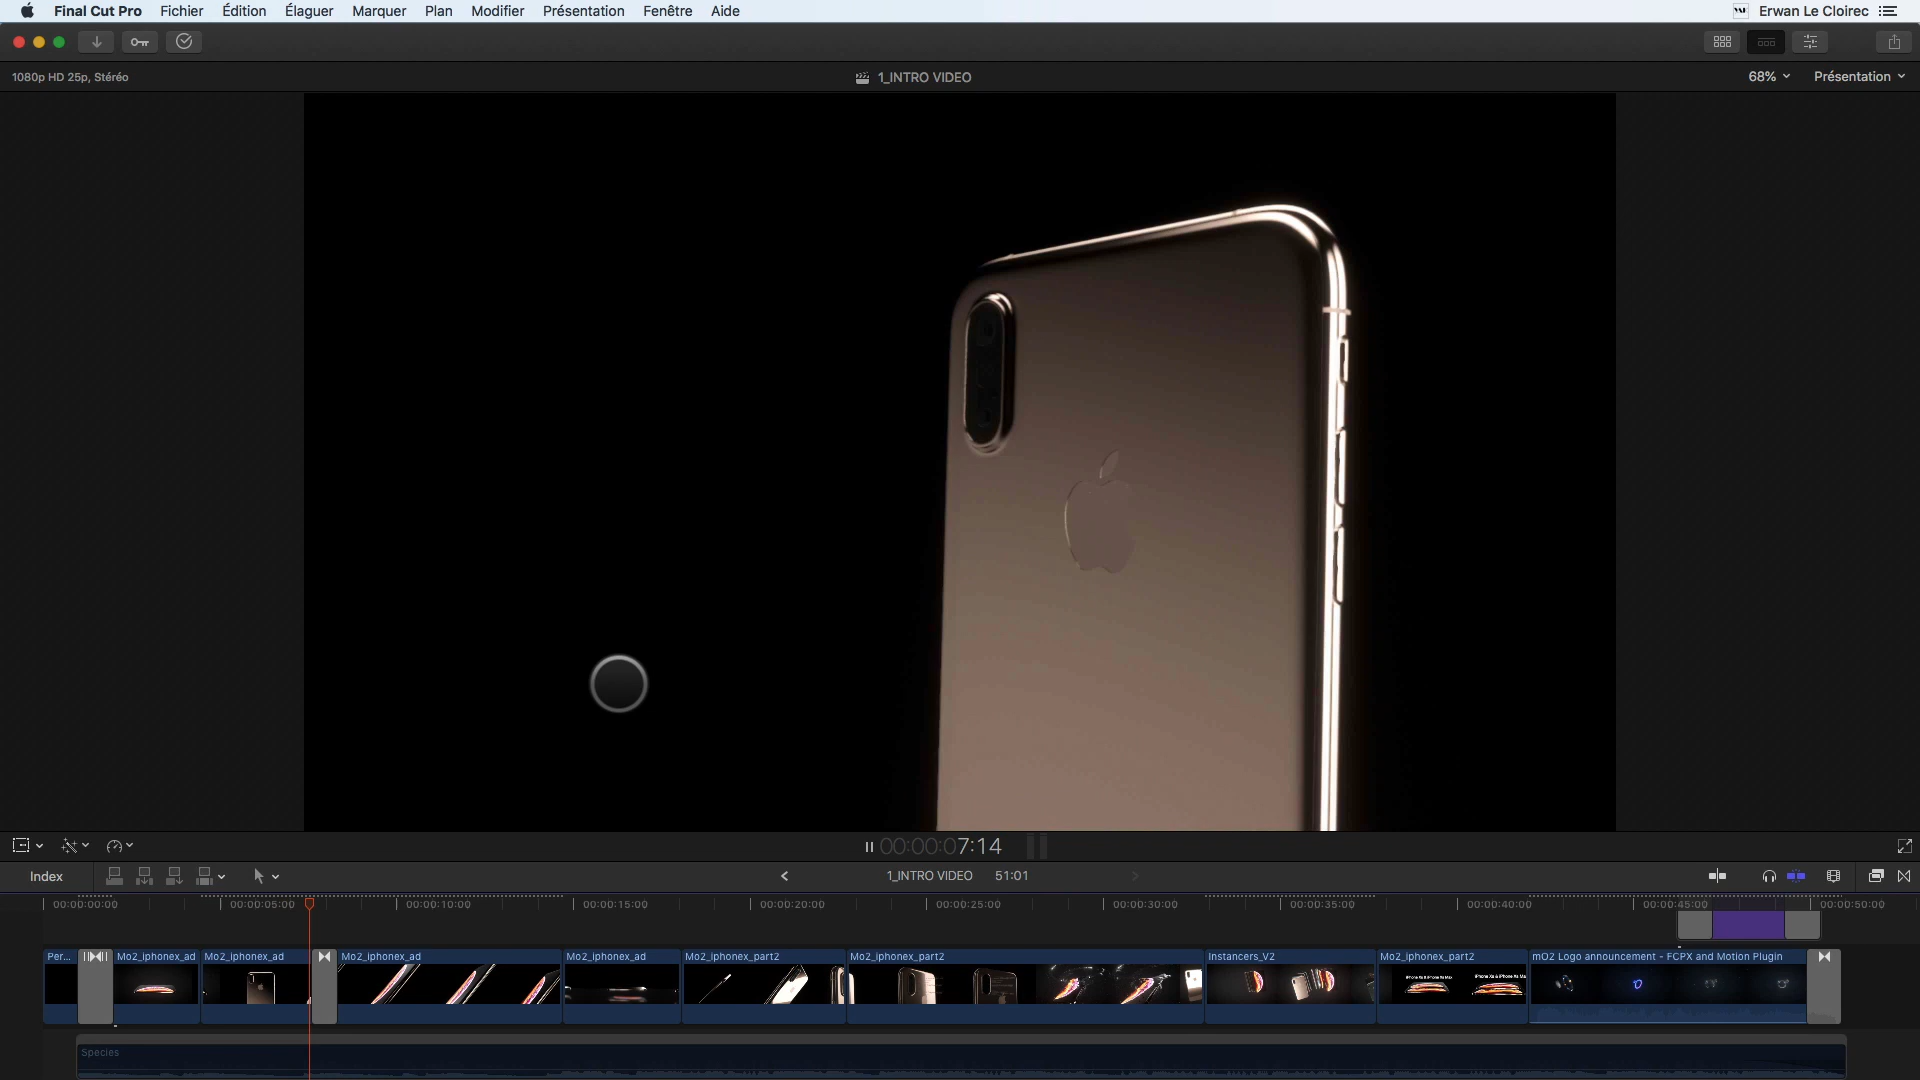 Final Cut Pro Fichier Édition Élaguer Marquer Plan Modifier Présentation Fenêtre Aide Erwan Le Cloirec
1080p HD 25p, Stéréo 1_INTRO VIDEO 68% Présentation
00:00:07:14
Index 1_INTRO VIDEO 51:01
00:00:00:00 00:00:05:00 00:00:10:00 00:00:15:00 00:00:20:00 00:00:25:00 00:00:30:00 00:00:35:00 00:00:40:00 00:00:45:00 00:00:50:00
Per... Mo2_iphonex_ad Mo2_iphonex_ad Mo2_iphonex_ad Mo2_iphonex_ad Mo2_iphonex_part2 Mo2_iphonex_part2 Instancers_V2 Mo2_iphonex_part2 mO2 Logo announcement - FCPX and Motion Plugin
Species